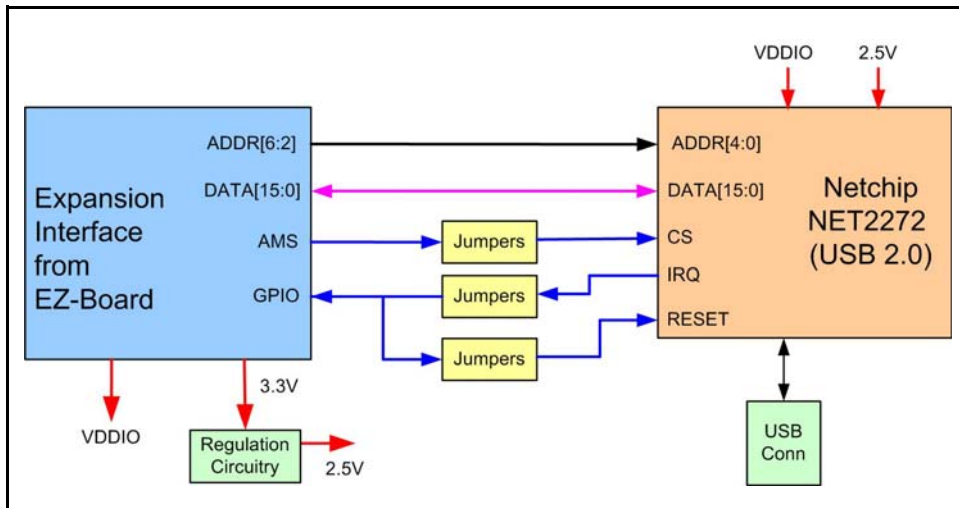 VDDIO
2.5V
ADDR[6:2]
ADDR[4:0]
DATA[15:0]
DATA[15:0]
Expansion
Interface
from
EZ-Board
Netchip
NET2272
(USB 2.0)
AMS
Jumpers
CS
GPIO
Jumpers
IRQ
Jumpers
RESET
3.3V
VDDIO
Regulation
Circuitry
2.5V
USB
Conn